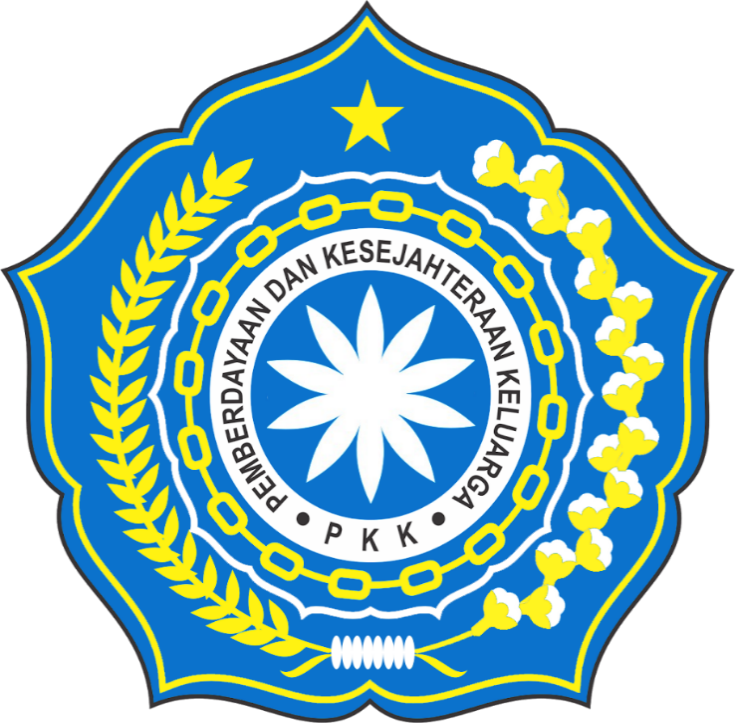 PEMBERDAYAAN DAN KESEJAHTERAAN KELUARGA
• PKK •